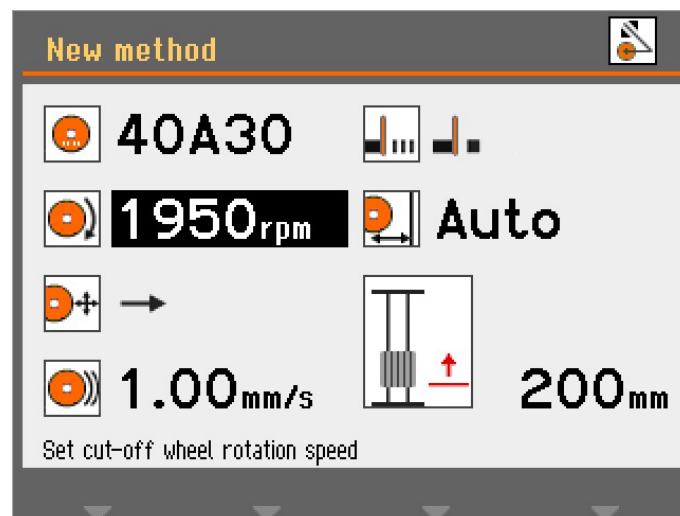 New method
40A30
1950rpm Auto
1.00mm/s 200mm
Set cut-off wheel rotation speed